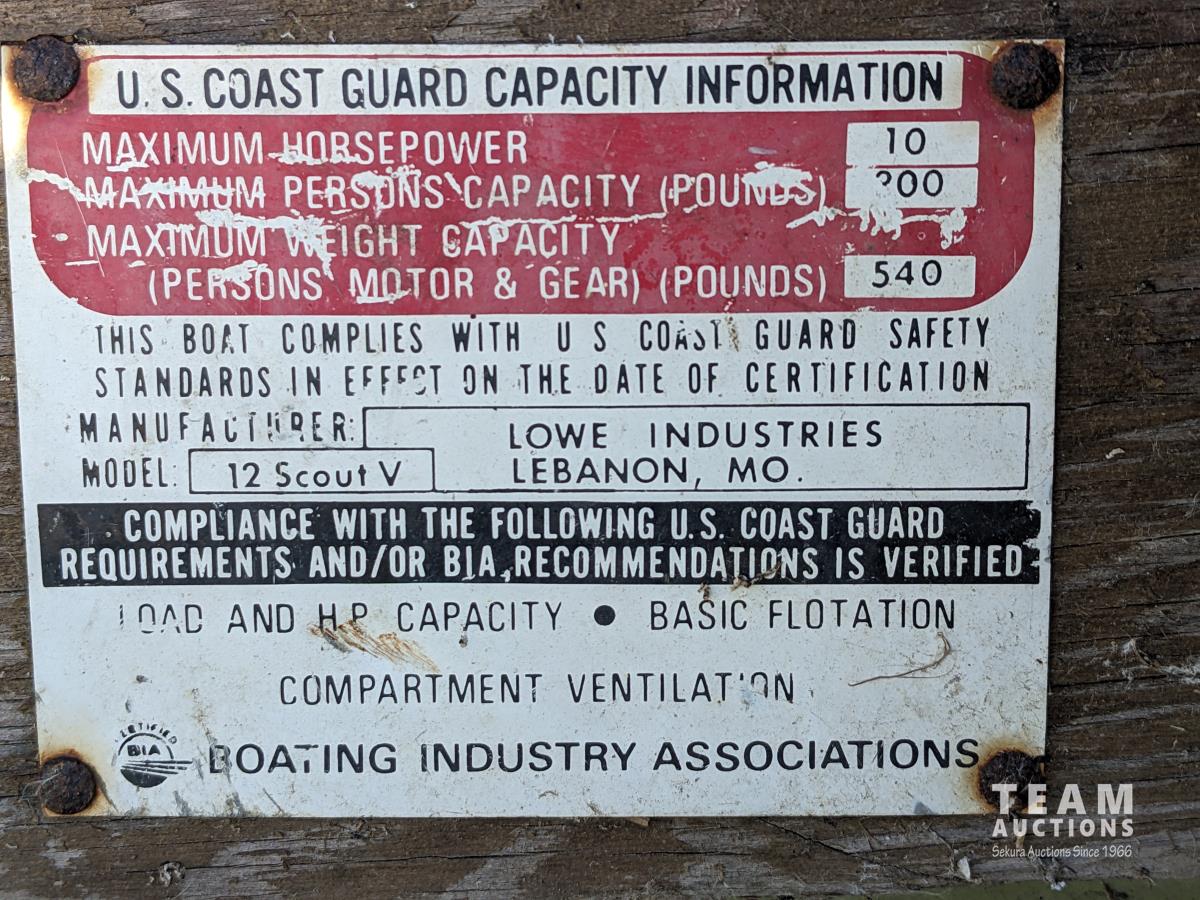 U. S. COAST GUARD CAPACITY INFORMATION
MAXIMUM HORSEPOWER 10
MAXIMUM PERSONS CAPACITY (POUNDS)
MAXIMUM WEIGHT CAPACITY
(PERSONS MOTOR & GEAR) (POUNDS) 540
THIS BOAT COMPLIES WITH U S COAST GUARD SAFETY
STANDARDS IN EFFECT ON THE DATE OF CERTIFICATION
MANUFACTURER: LOWE INDUSTRIES
MODEL: 12 Scout V LEBANON, MO.
COMPLIANCE WITH THE FOLLOWING U.S. COAST GUARD
REQUIREMENTS AND/OR BIA RECOMMENDATIONS IS VERIFIED
LOAD AND H.P. CAPACITY ● BASIC FLOTATION
COMPARTMENT VENTILATION
CERTIFIED
BIA
BOATING INDUSTRY ASSOCIATIONS
TEAM
AUCTIONS
Sekura Auctions Since 1966